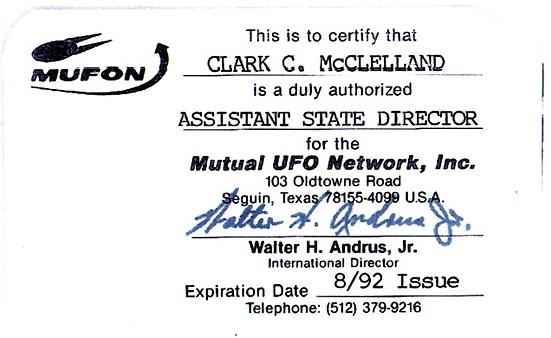 MUFON
This is to certify that
CLARK C. McCLELLAND
is a duly authorized
ASSISTANT STATE DIRECTOR
for the
Mutual UFO Network, Inc.
103 Oldtowne Road
Seguin, Texas 78155-4099 U.S.A.
Walter H. Andrus Jr.
Walter H. Andrus, Jr.
International Director
Expiration Date 8/92 Issue
Telephone: (512) 379-9216